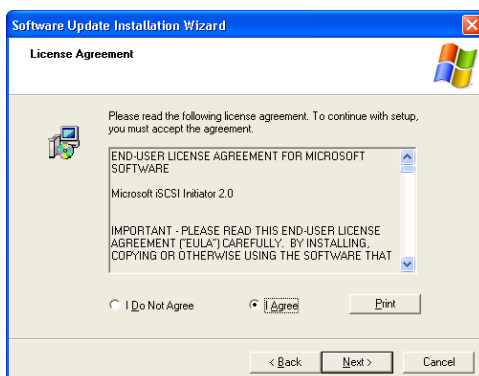 Software Update Installation Wizard
License Agreement
Please read the following license agreement. To continue with setup,
you must accept the agreement.
END-USER LICENSE AGREEMENT FOR MICROSOFT
SOFTWARE
Microsoft iSCSI Initiator 2.0
IMPORTANT - PLEASE READ THIS END-USER LICENSE
AGREEMENT ("EULA") CAREFULLY. BY INSTALLING,
COPYING OR OTHERWISE USING THE SOFTWARE THAT
I Do Not Agree
I Agree
Print
< Back
Next >
Cancel